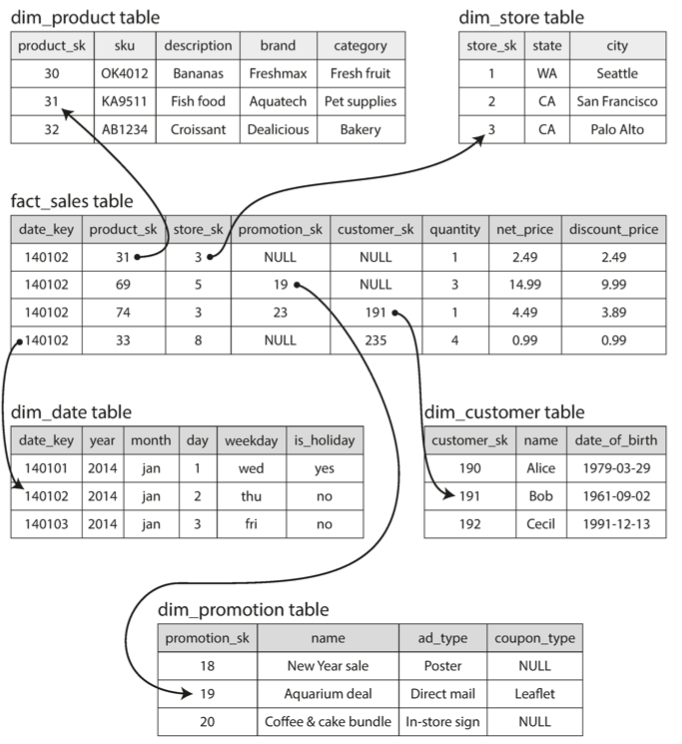 dim_product table
product_sk sku description brand category
30 OK4012 Bananas Freshmax Fresh fruit
31 KA9511 Fish food Aquatech Pet supplies
32 AB1234 Croissant Dealicious Bakery
dim_store table
store_sk state city
1 WA Seattle
2 CA San Francisco
3 CA Palo Alto
fact_sales table
date_key product_sk store_sk promotion_sk customer_sk quantity net_price discount_price
140102 31 3 NULL NULL 1 2.49 2.49
140102 69 5 19 NULL 3 14.99 9.99
140102 74 3 23 191 1 4.49 3.89
140102 33 8 NULL 235 4 0.99 0.99
dim_date table
date_key year month day weekday is_holiday
140101 2014 jan 1 wed yes
140102 2014 jan 2 thu no
140103 2014 jan 3 fri no
dim_customer table
customer_sk name date_of_birth
190 Alice 1979-03-29
191 Bob 1961-09-02
192 Cecil 1991-12-13
dim_promotion table
promotion_sk name ad_type coupon_type
18 New Year sale Poster NULL
19 Aquarium deal Direct mail Leaflet
20 Coffee & cake bundle In-store sign NULL